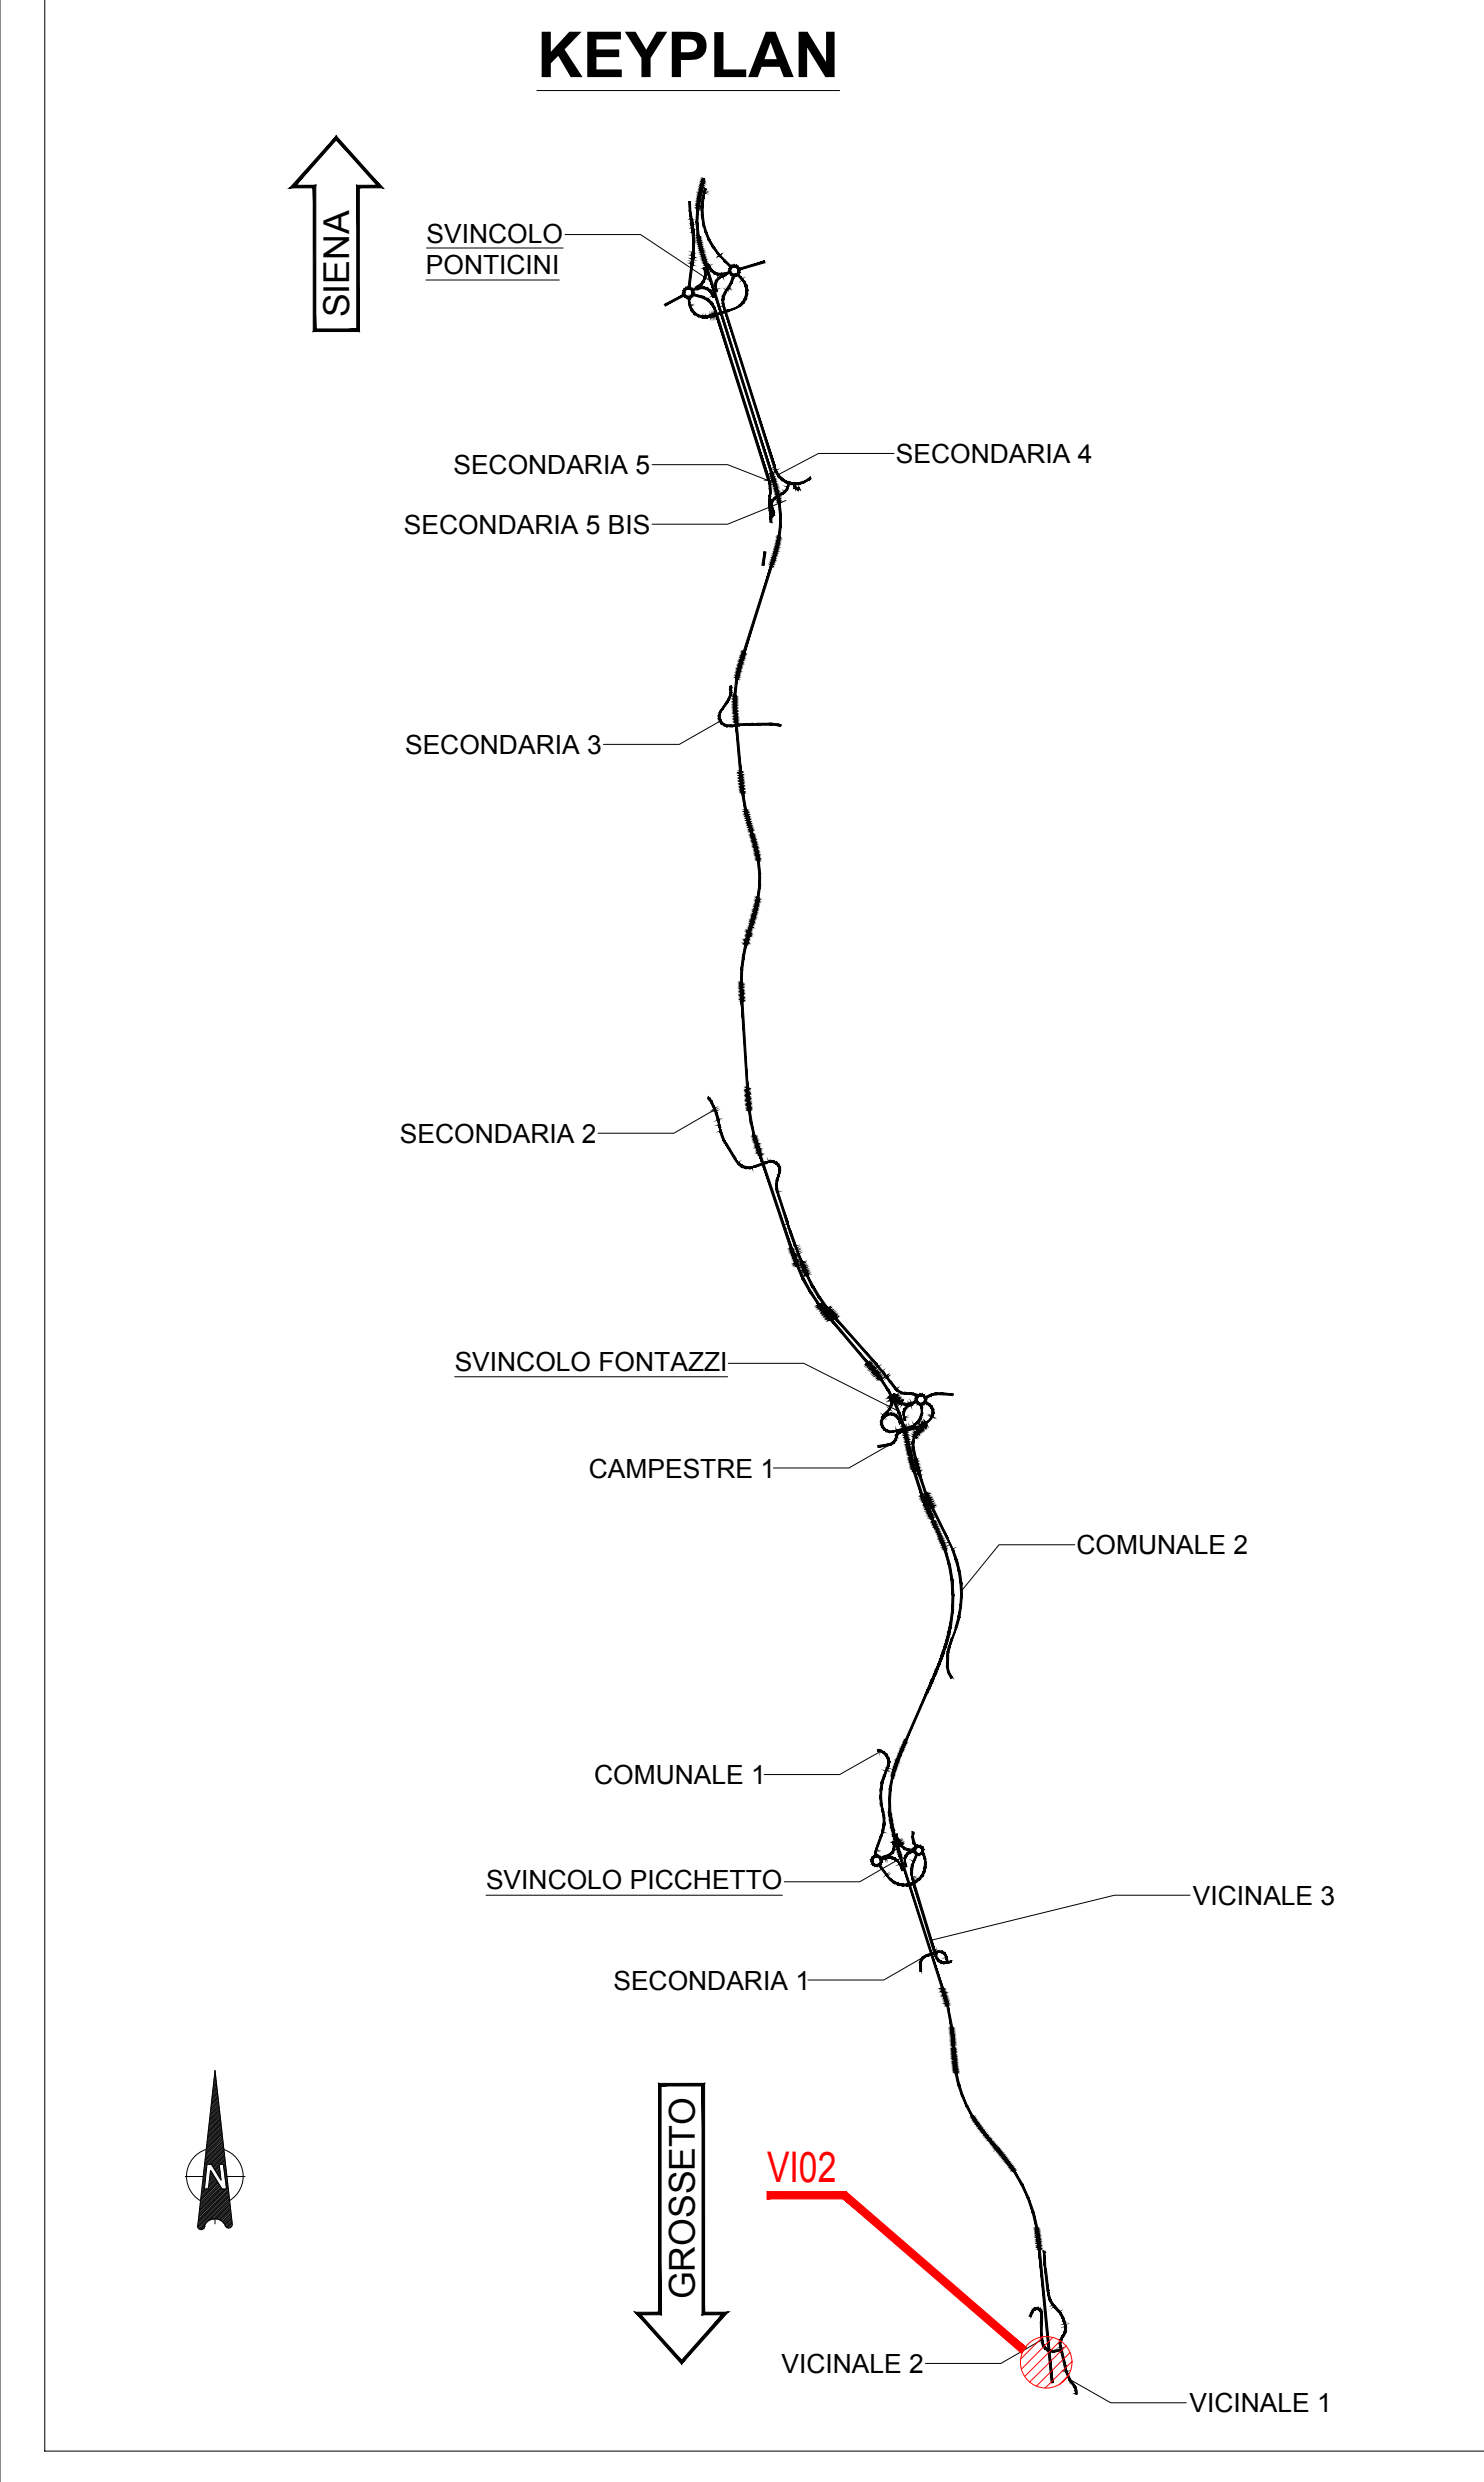 KEYPLAN
SIENA
SVINCOLO
PONTICINI
SECONDARIA 4
SECONDARIA 5
SECONDARIA 5 BIS
SECONDARIA 3
SECONDARIA 2
SVINCOLO FONTAZZI
CAMPESTRE 1
COMUNALE 2
COMUNALE 1
SVINCOLO PICCHETTO
VICINALE 3
SECONDARIA 1
GROSSETO
VI02
N
VICINALE 2
VICINALE 1